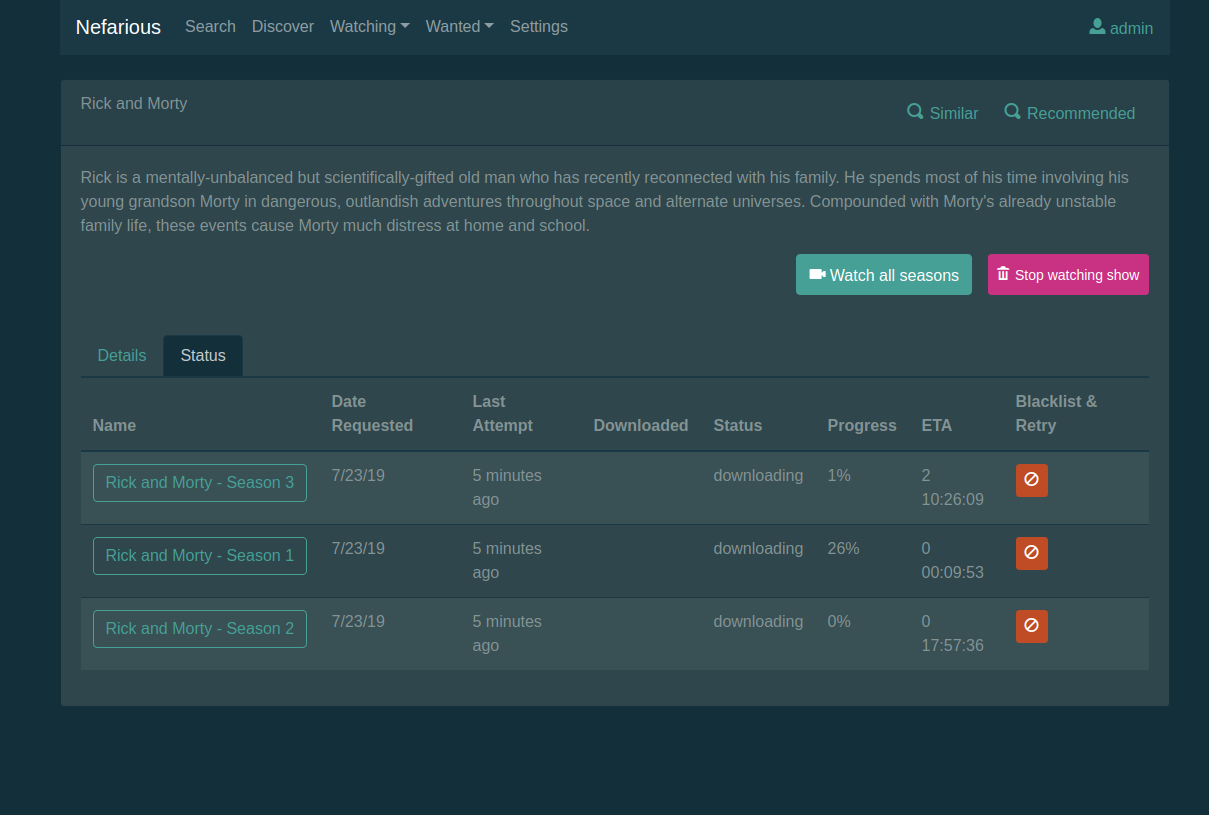 Nefarious Search Discover Watching Wanted Settings admin
Rick and Morty Similar Recommended
Rick is a mentally-unbalanced but scientifically-gifted old man who has recently reconnected with his family. He spends most of his time involving his
young grandson Morty in dangerous, outlandish adventures throughout space and alternate universes. Compounded with Morty's already unstable
family life, these events cause Morty much distress at home and school.
Watch all seasons Stop watching show
Details Status
Date Last Blacklist &
Name Requested Attempt Downloaded Status Progress ETA Retry
Rick and Morty - Season 3 7/23/19 5 minutes downloading 1% 2
ago 10:26:09
Rick and Morty - Season 1 7/23/19 5 minutes downloading 26% 0
ago 00:09:53
Rick and Morty - Season 2 7/23/19 5 minutes downloading 0% 0
ago 17:57:36